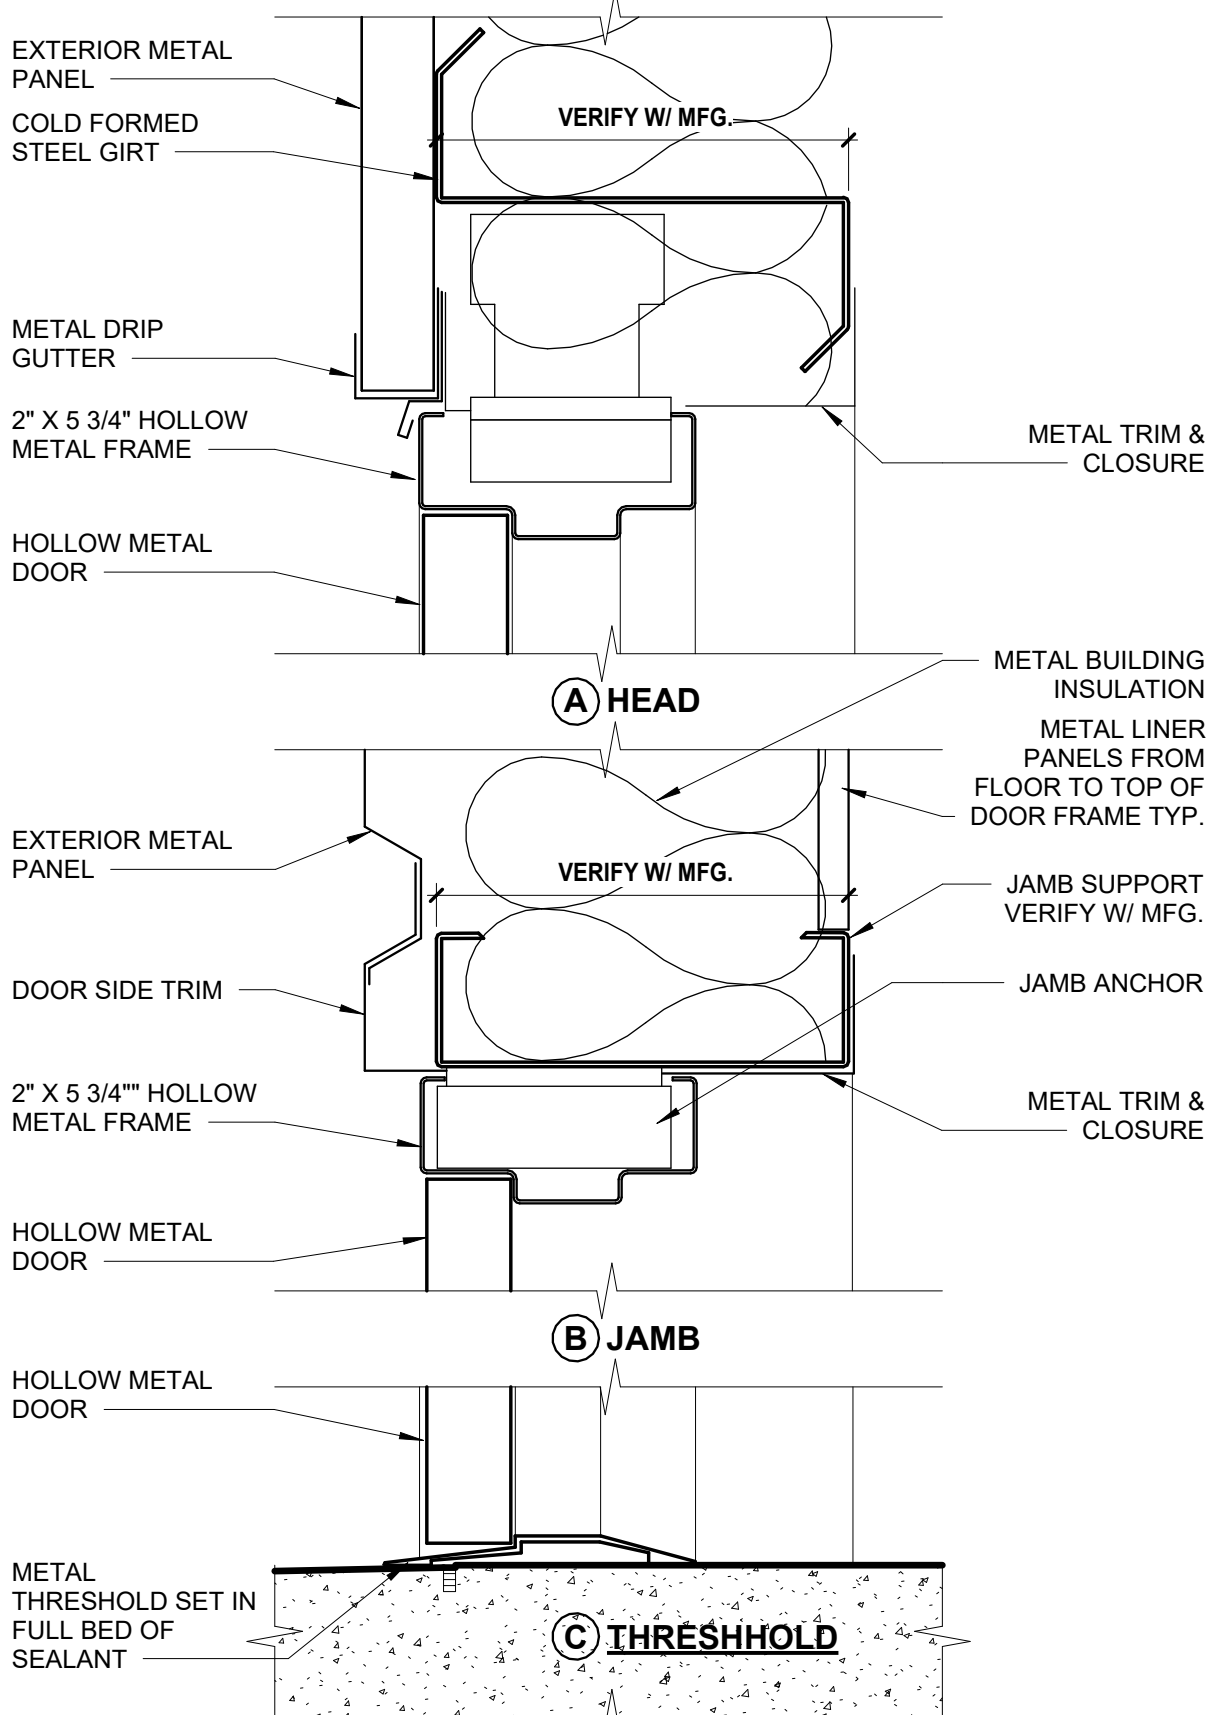 EXTERIOR METAL
PANEL
COLD FORMED
STEEL GIRT
VERIFY W/ MFG.
METAL DRIP
GUTTER
2" X 5 3/4" HOLLOW
METAL FRAME
METAL TRIM &
CLOSURE
HOLLOW METAL
DOOR
A HEAD
METAL BUILDING
INSULATION
METAL LINER
PANELS FROM
FLOOR TO TOP OF
DOOR FRAME TYP.
EXTERIOR METAL
PANEL
VERIFY W/ MFG.
JAMB SUPPORT
VERIFY W/ MFG.
DOOR SIDE TRIM
JAMB ANCHOR
2" X 5 3/4"" HOLLOW
METAL FRAME
METAL TRIM &
CLOSURE
HOLLOW METAL
DOOR
B JAMB
HOLLOW METAL
DOOR
METAL
THRESHOLD SET IN
FULL BED OF
SEALANT
C THRESHHOLD